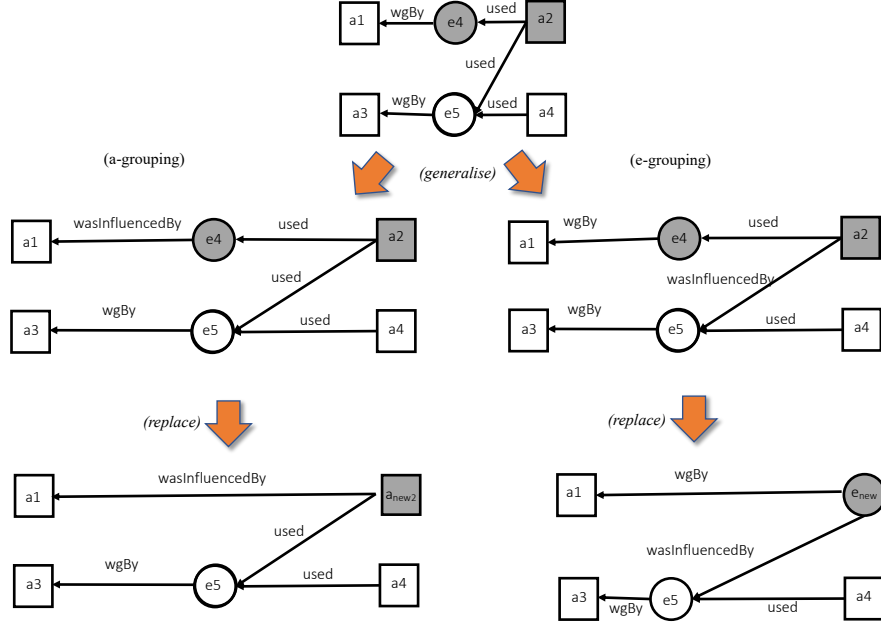 a1 wgBy e4 used a2
used
a3 wgBy e5 used a4
(a-grouping) (generalise) (e-grouping)
a1 wasInfluencedBy e4 used a2
used
a3 wgBy e5 used a4
a1 wgBy e4 used a2
wasInfluencedBy
a3 wgBy e5 used a4
(replace) (replace)
a1 wasInfluencedBy anew2
used
a3 wgBy e5 used a4
a1 wgBy enew
wasInfluencedBy
a3 wgBy e5 used a4